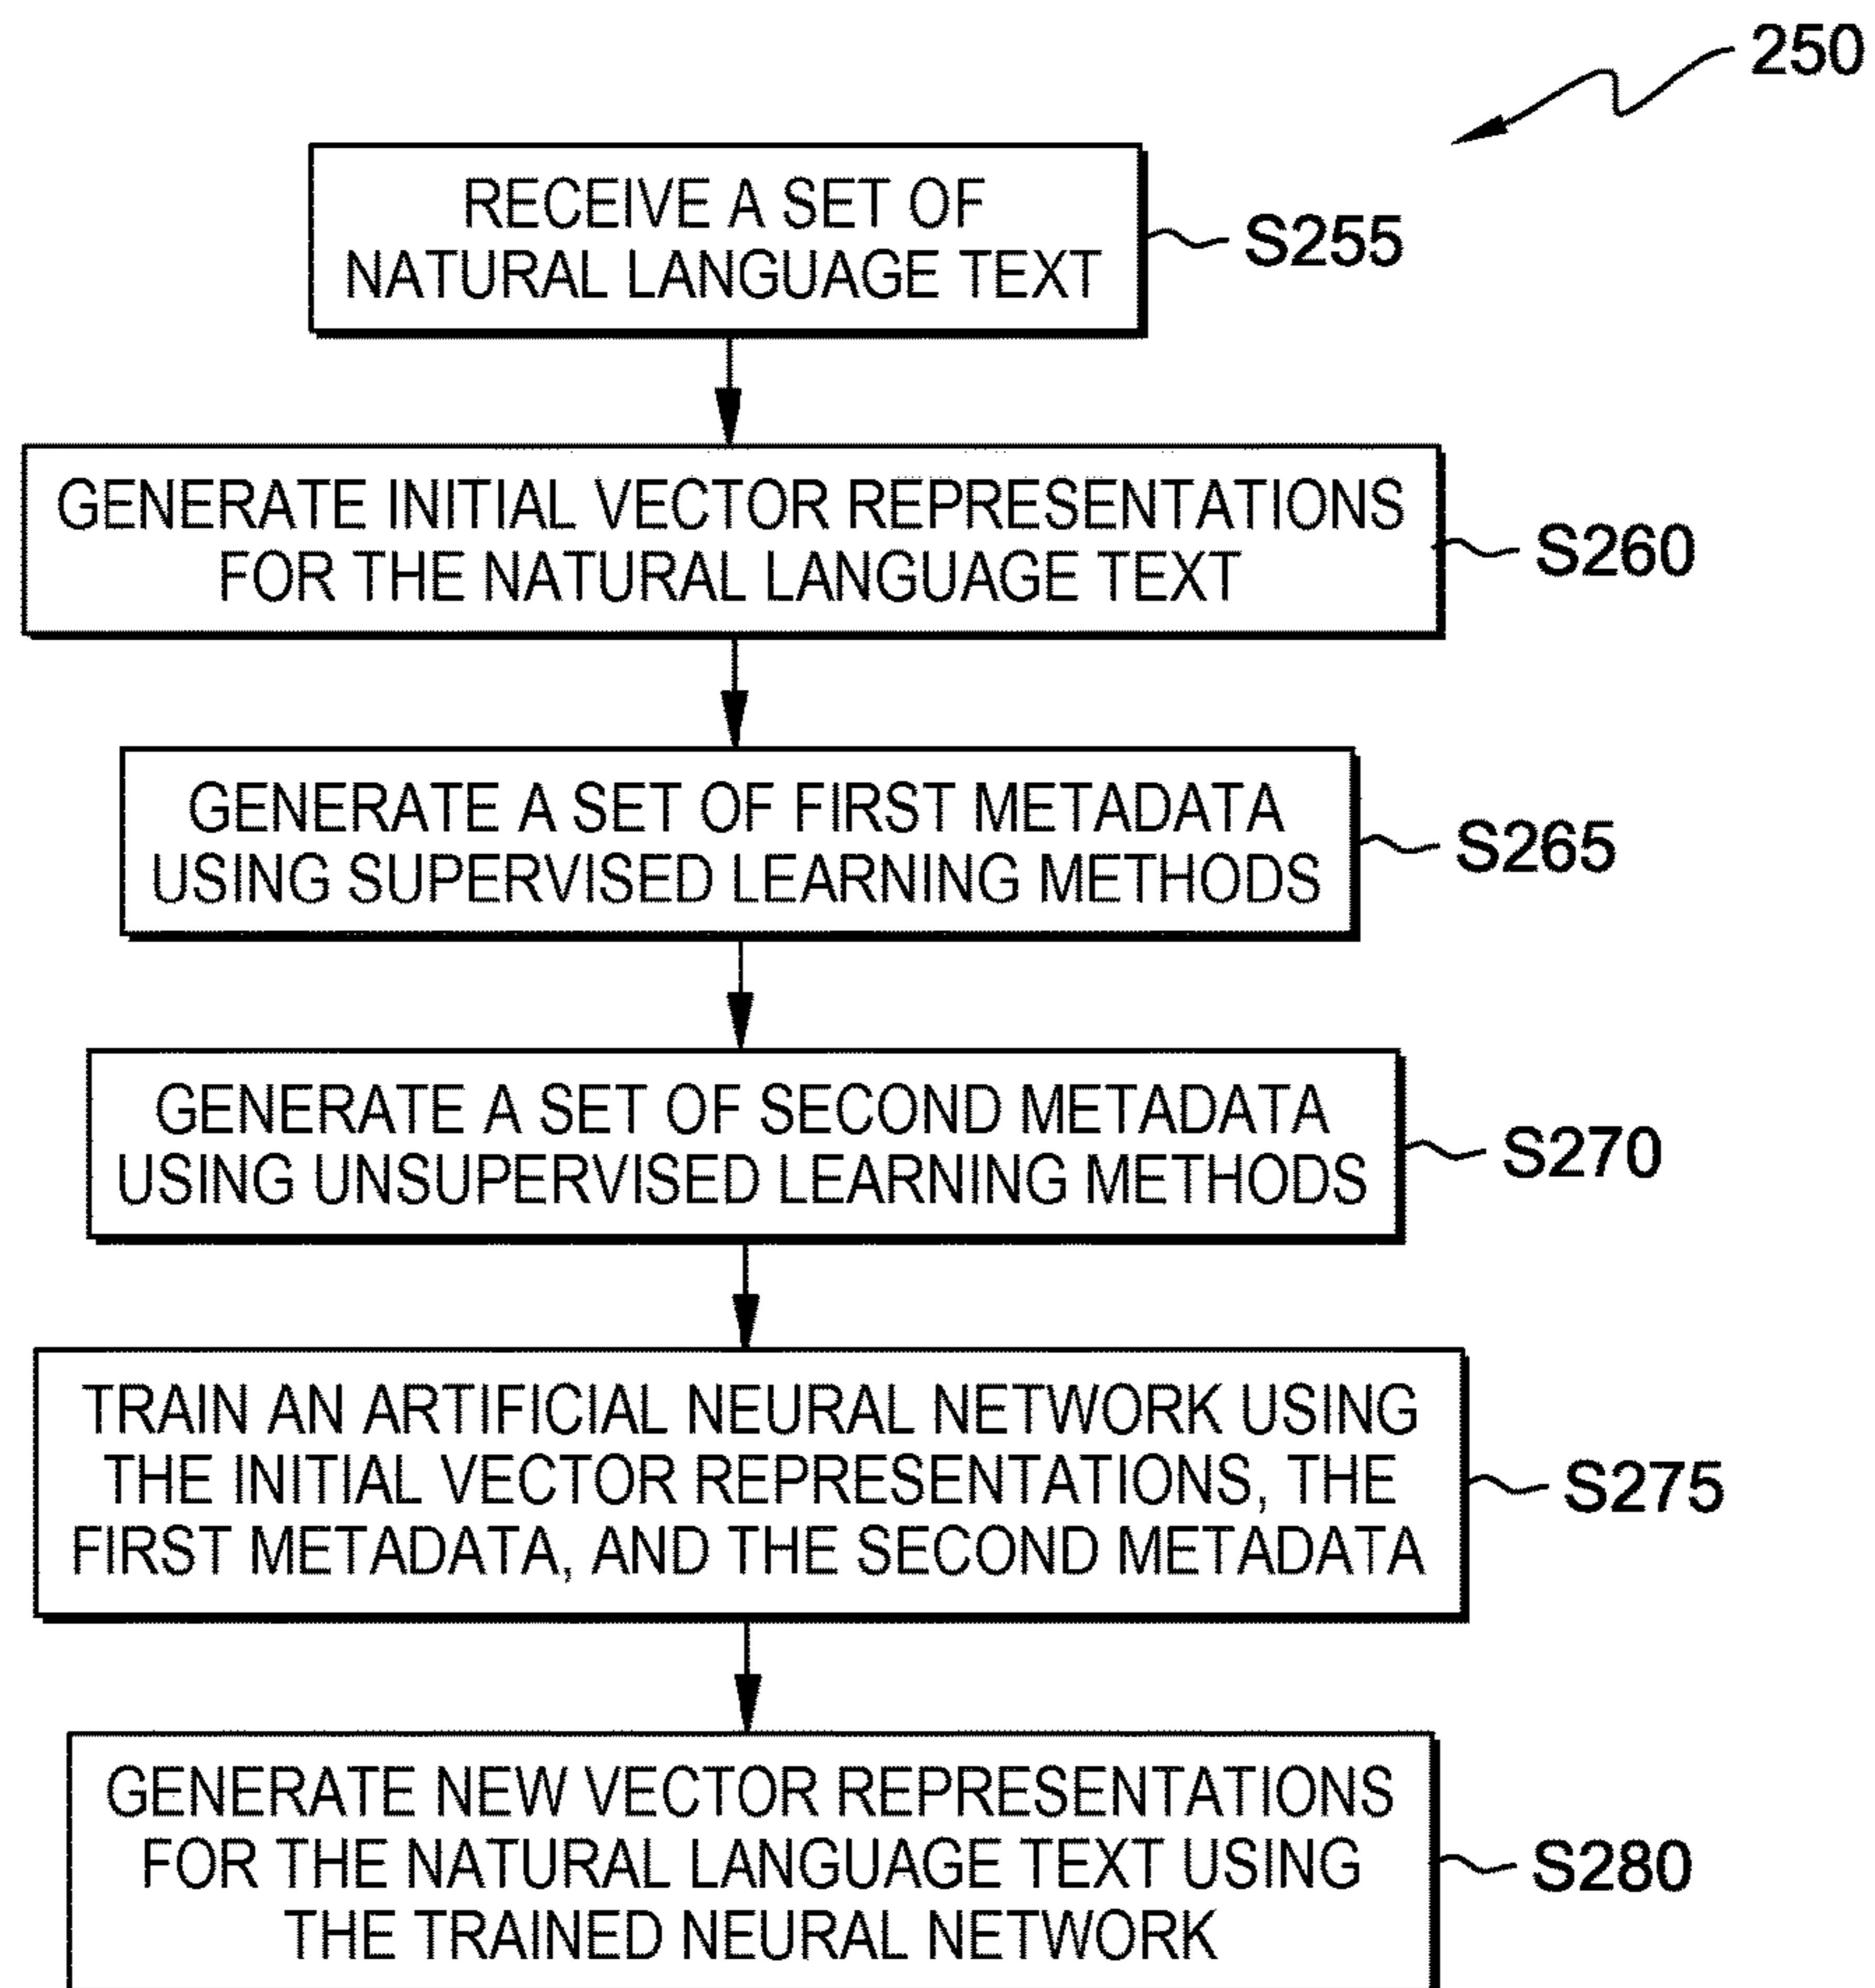 250
RECEIVE A SET OF
NATURAL LANGUAGE TEXT
S255
GENERATE INITIAL VECTOR REPRESENTATIONS
FOR THE NATURAL LANGUAGE TEXT
S260
GENERATE A SET OF FIRST METADATA
USING SUPERVISED LEARNING METHODS
S265
GENERATE A SET OF SECOND METADATA
USING UNSUPERVISED LEARNING METHODS
S270
TRAIN AN ARTIFICIAL NEURAL NETWORK USING
THE INITIAL VECTOR REPRESENTATIONS, THE
FIRST METADATA, AND THE SECOND METADATA
S275
GENERATE NEW VECTOR REPRESENTATIONS
FOR THE NATURAL LANGUAGE TEXT USING
THE TRAINED NEURAL NETWORK
S280